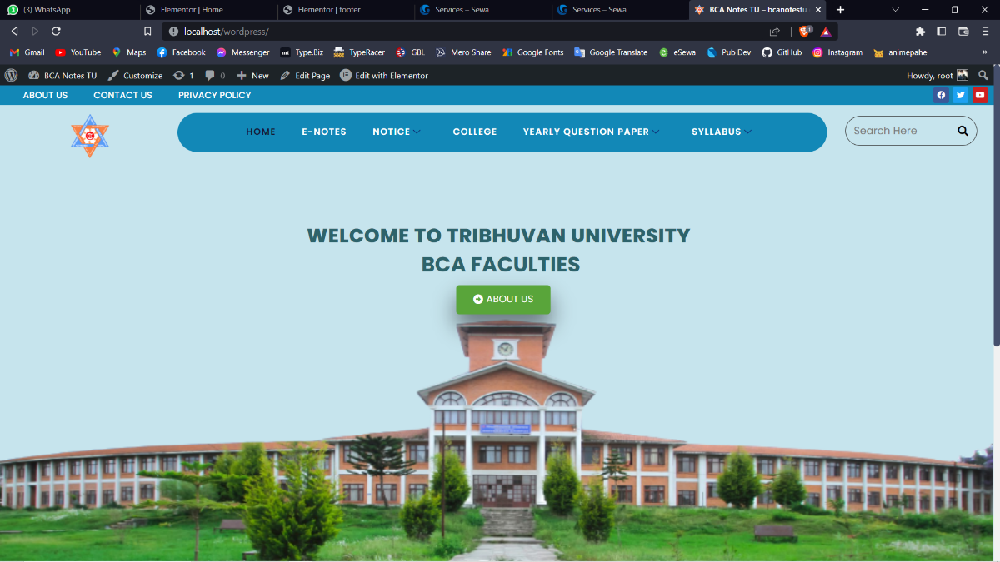 (3) WhatsApp
Elementor | Home
Elementor | footer
Services – Sewa
Services – Sewa
BCA Notes TU – bcanotestu
localhost/wordpress/
1
Gmail YouTube Maps Facebook Messenger mt Type.Biz TypeRacer GBL Mero Share Google Fonts Google Translate eSewa Pub Dev GitHub Instagram animepahe »
BCA Notes TU Customize 1 0 New Edit Page Edit with Elementor Howdy, root
ABOUT US CONTACT US PRIVACY POLICY
HOME E-NOTES NOTICE COLLEGE YEARLY QUESTION PAPER SYLLABUS
Search Here
WELCOME TO TRIBHUVAN UNIVERSITY
BCA FACULTIES
ABOUT US